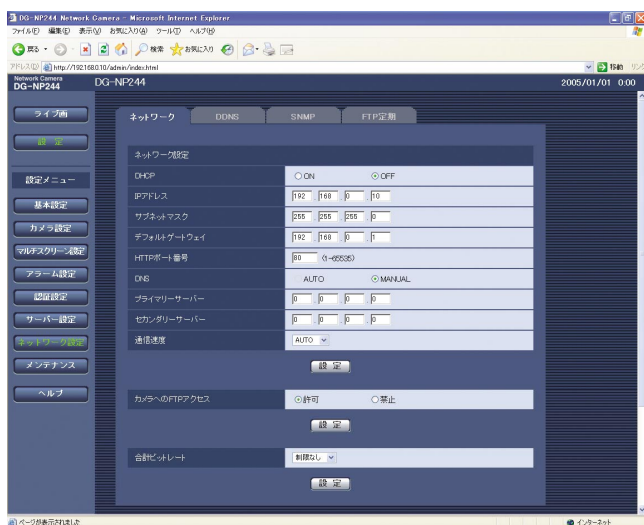 DG-NP244 Network Camera - Microsoft Internet Explorer
ファイル(F) 編集(E) 表示(V) お気に入り(A) ツール(T) ヘルプ(H)
戻る 検索 お気に入り
アドレス(D) http://192.168.0.10/admin/index.html 移動 リンク
Network Camera
DG-NP244
DG-NP244 2005/01/01 0:00
ライブ画
設 定
設定メニュー
基本設定
カメラ設定
マルチスクリーン設定
アラーム設定
認証設定
サーバー設定
ネットワーク設定
メンテナンス
ヘルプ
ネットワーク DDNS SNMP FTP定期
ネットワーク設定
DHCP ON OFF
IPアドレス 192 . 168 . 0 . 10
サブネットマスク 255 . 255 . 255 . 0
デフォルトゲートウェイ 192 . 168 . 0 . 1
HTTPポート番号 80 (1-65535)
DNS AUTO MANUAL
プライマリーサーバー 0 . 0 . 0 . 0
セカンダリーサーバー 0 . 0 . 0 . 0
通信速度 AUTO
設 定
カメラへのFTPアクセス 許可 禁止
設 定
合計ビットレート 制限なし
設 定
ページが表示されました インターネット